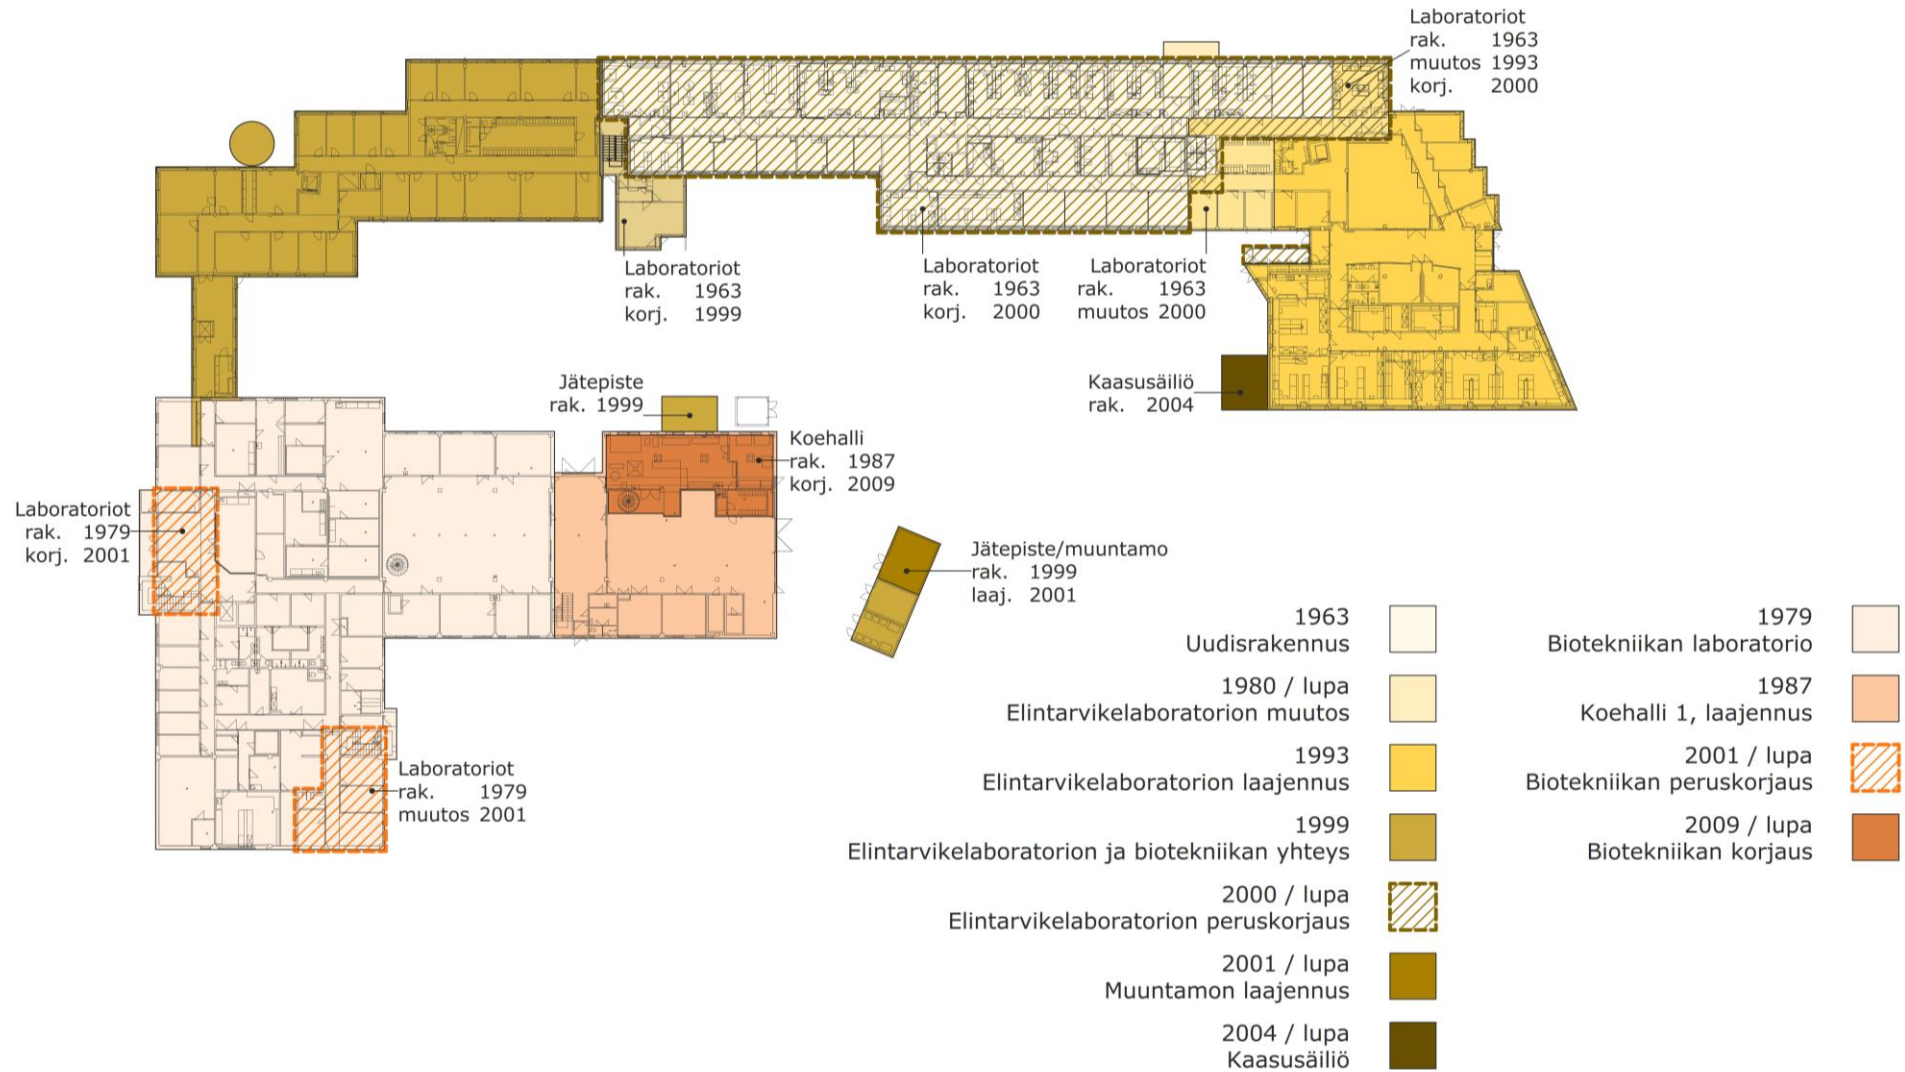 Laboratoriot
rak. 1963
muutos 1993
korj. 2000
Laboratoriot
rak. 1963
korj. 1999
Laboratoriot
rak. 1963
korj. 2000
Laboratoriot
rak. 1963
muutos 2000
Jätepiste
rak. 1999
Kaasusäiliö
rak. 2004
Koehalli
rak. 1987
korj. 2009
Laboratoriot
rak. 1979
korj. 2001
Jätepiste/muuntamo
rak. 1999
laaj. 2001
Laboratoriot
rak. 1979
muutos 2001
1963
Uudisrakennus
1980 / lupa
Elintarvikelaboratorion muutos
1993
Elintarvikelaboratorion laajennus
1999
Elintarvikelaboratorion ja biotekniikan yhteys
2000 / lupa
Elintarvikelaboratorion peruskorjaus
2001 / lupa
Muuntamon laajennus
2004 / lupa
Kaasusäiliö
1979
Biotekniikan laboratorio
1987
Koehalli 1, laajennus
2001 / lupa
Biotekniikan peruskorjaus
2009 / lupa
Biotekniikan korjaus